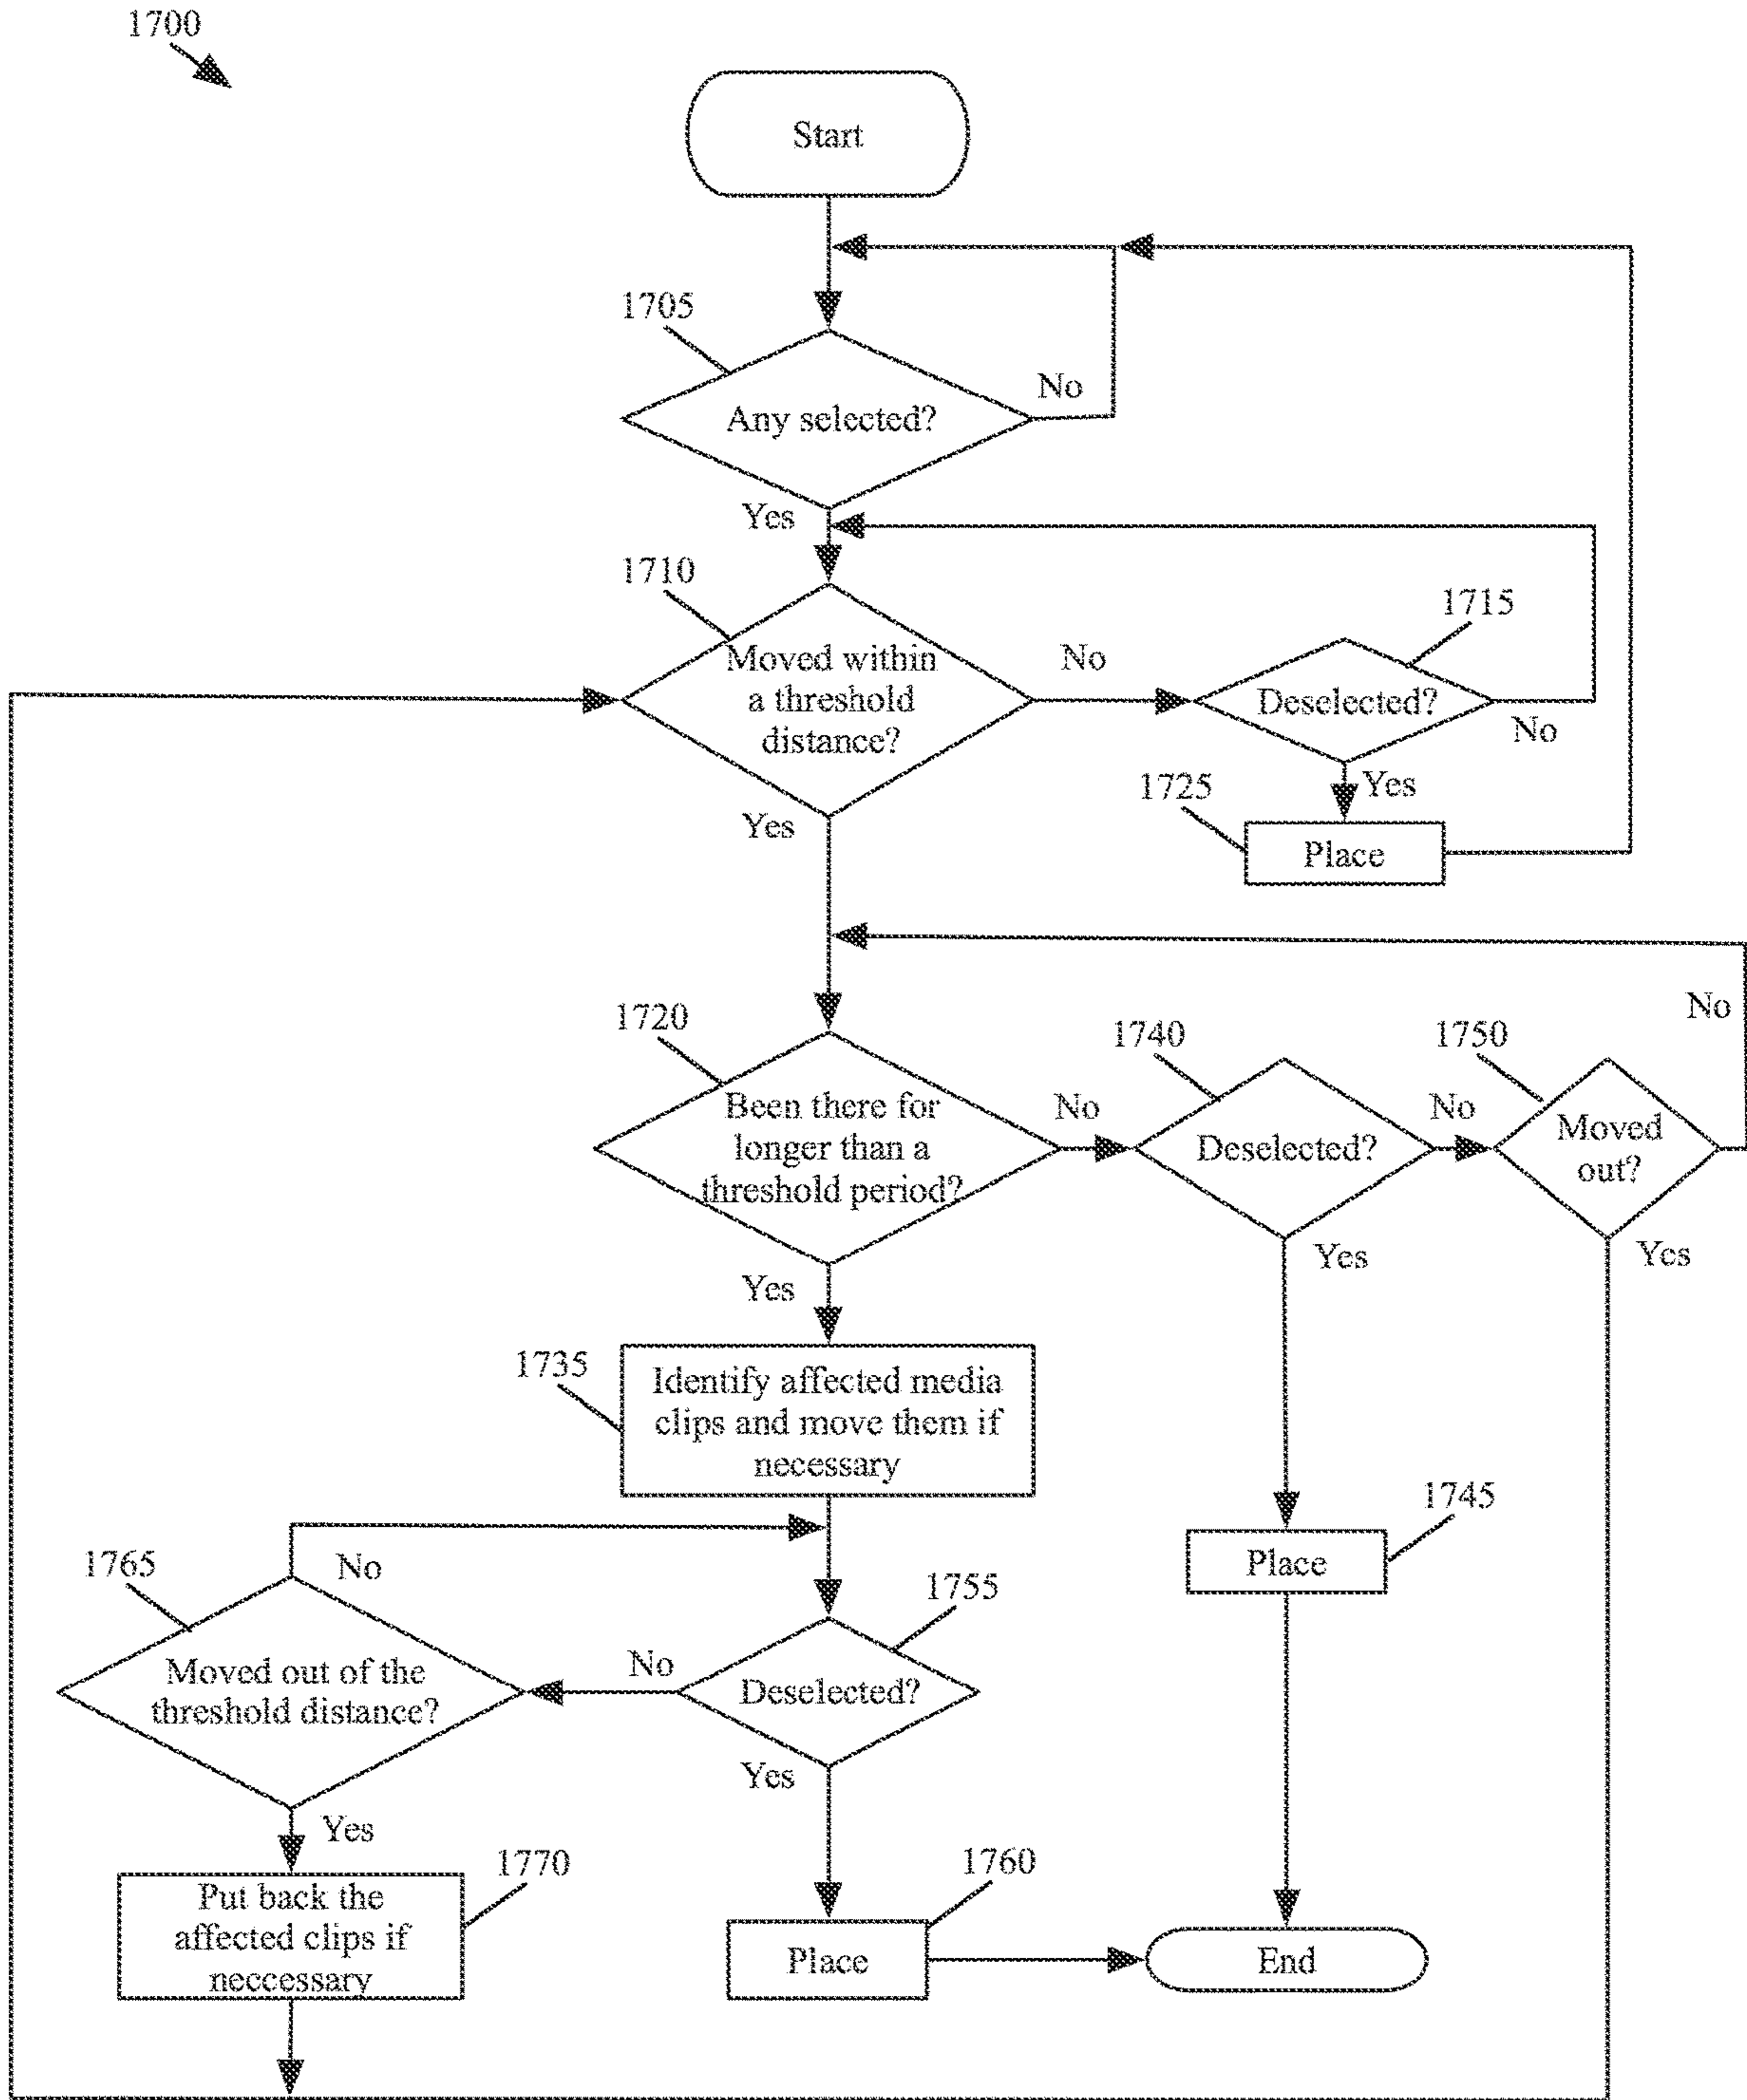 1700
Start
1705
Any selected?
No
Yes
1710
Moved within
a threshold
distance?
No
1715
Deselected?
No
Yes
1725
Place
Yes
No
1720
Been there for
longer than a
threshold period?
No
1740
Deselected?
No
1750
Moved
out?
Yes
Yes
Yes
1735
Identify affected media
clips and move them if
necessary
1745
Place
1765
No
Moved out of the
threshold distance?
No
1755
Deselected?
Yes
Yes
1770
Put back the
affected clips if
neccessary
1760
Place
End